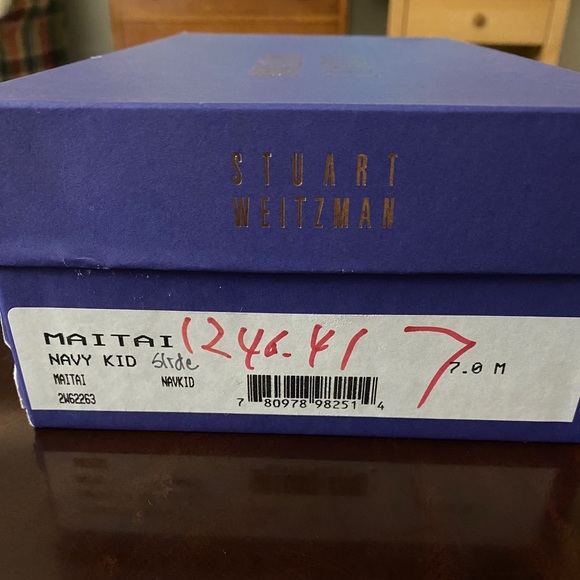 STUART
WEITZMAN
MAITAI 1246.41 7
NAVY KID Slide 7.0 M
MAITAI NAVKID
2W62263
7 80978 98251 4